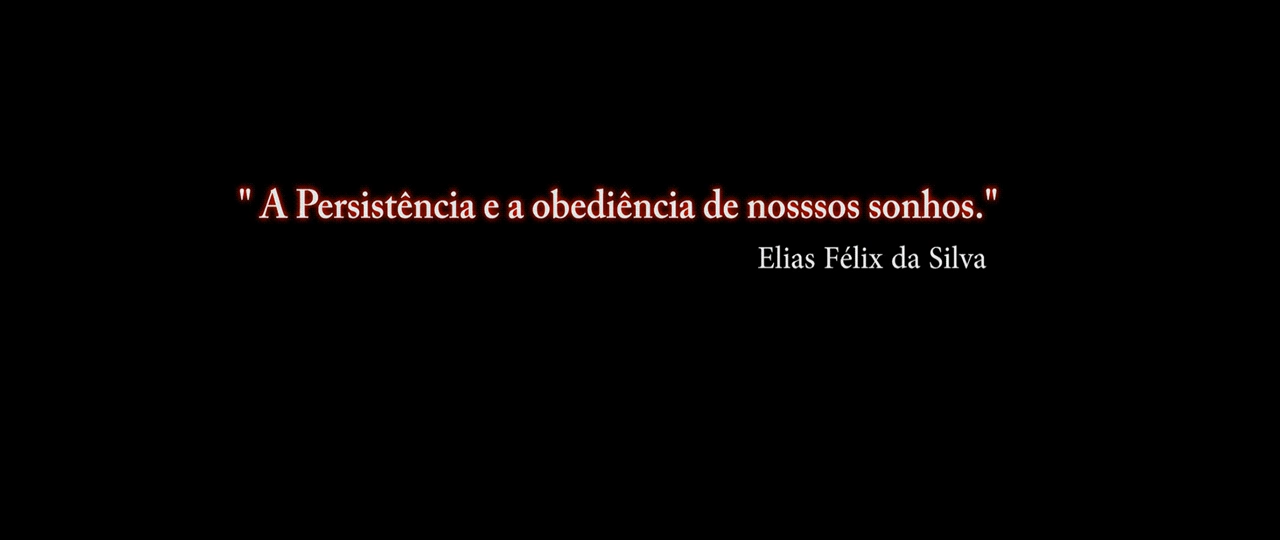 " A Persistência e a obediência de nosssos sonhos."
Elias Félix da Silva